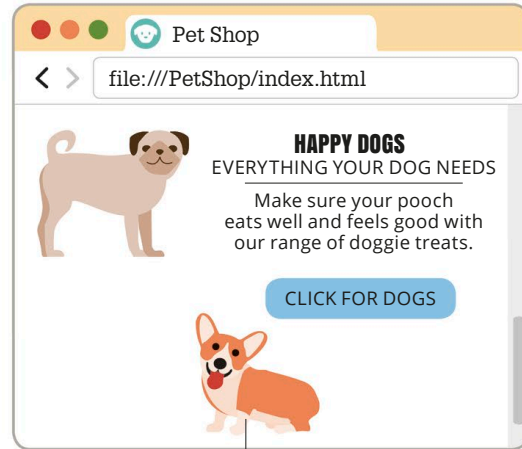 Pet Shop
file:///PetShop/index.html
HAPPY DOGS
EVERYTHING YOUR DOG NEEDS
Make sure your pooch
eats well and feels good with
our range of doggie treats.
CLICK FOR DOGS